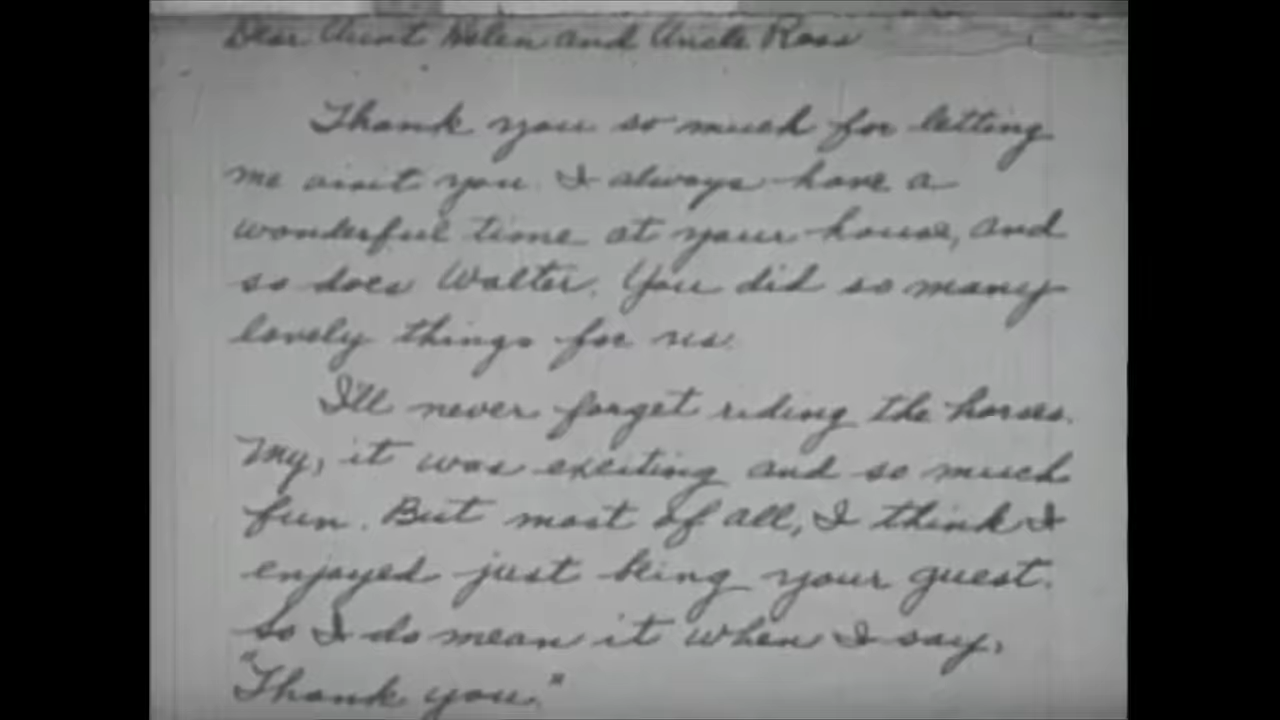 Dear Aunt Helen and Uncle Ross
Thank you so much for letting
me visit you. I always have a
wonderful time at your house, and
so does Walter. You did so many
lovely things for us.
I'll never forget riding the horses.
My, it was exciting and so much
fun. But most of all, I think I
enjoyed just being your guest.
So I do mean it when I say,
"Thank you."